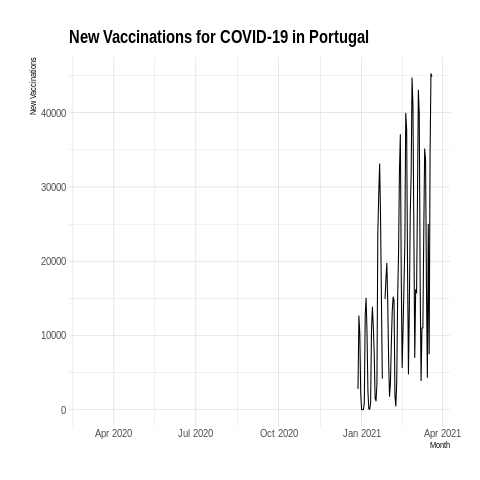 New Vaccinations for COVID-19 in Portugal
New Vaccinations
40000
30000
20000
10000
0
Apr 2020 Jul 2020 Oct 2020 Jan 2021 Apr 2021
Month